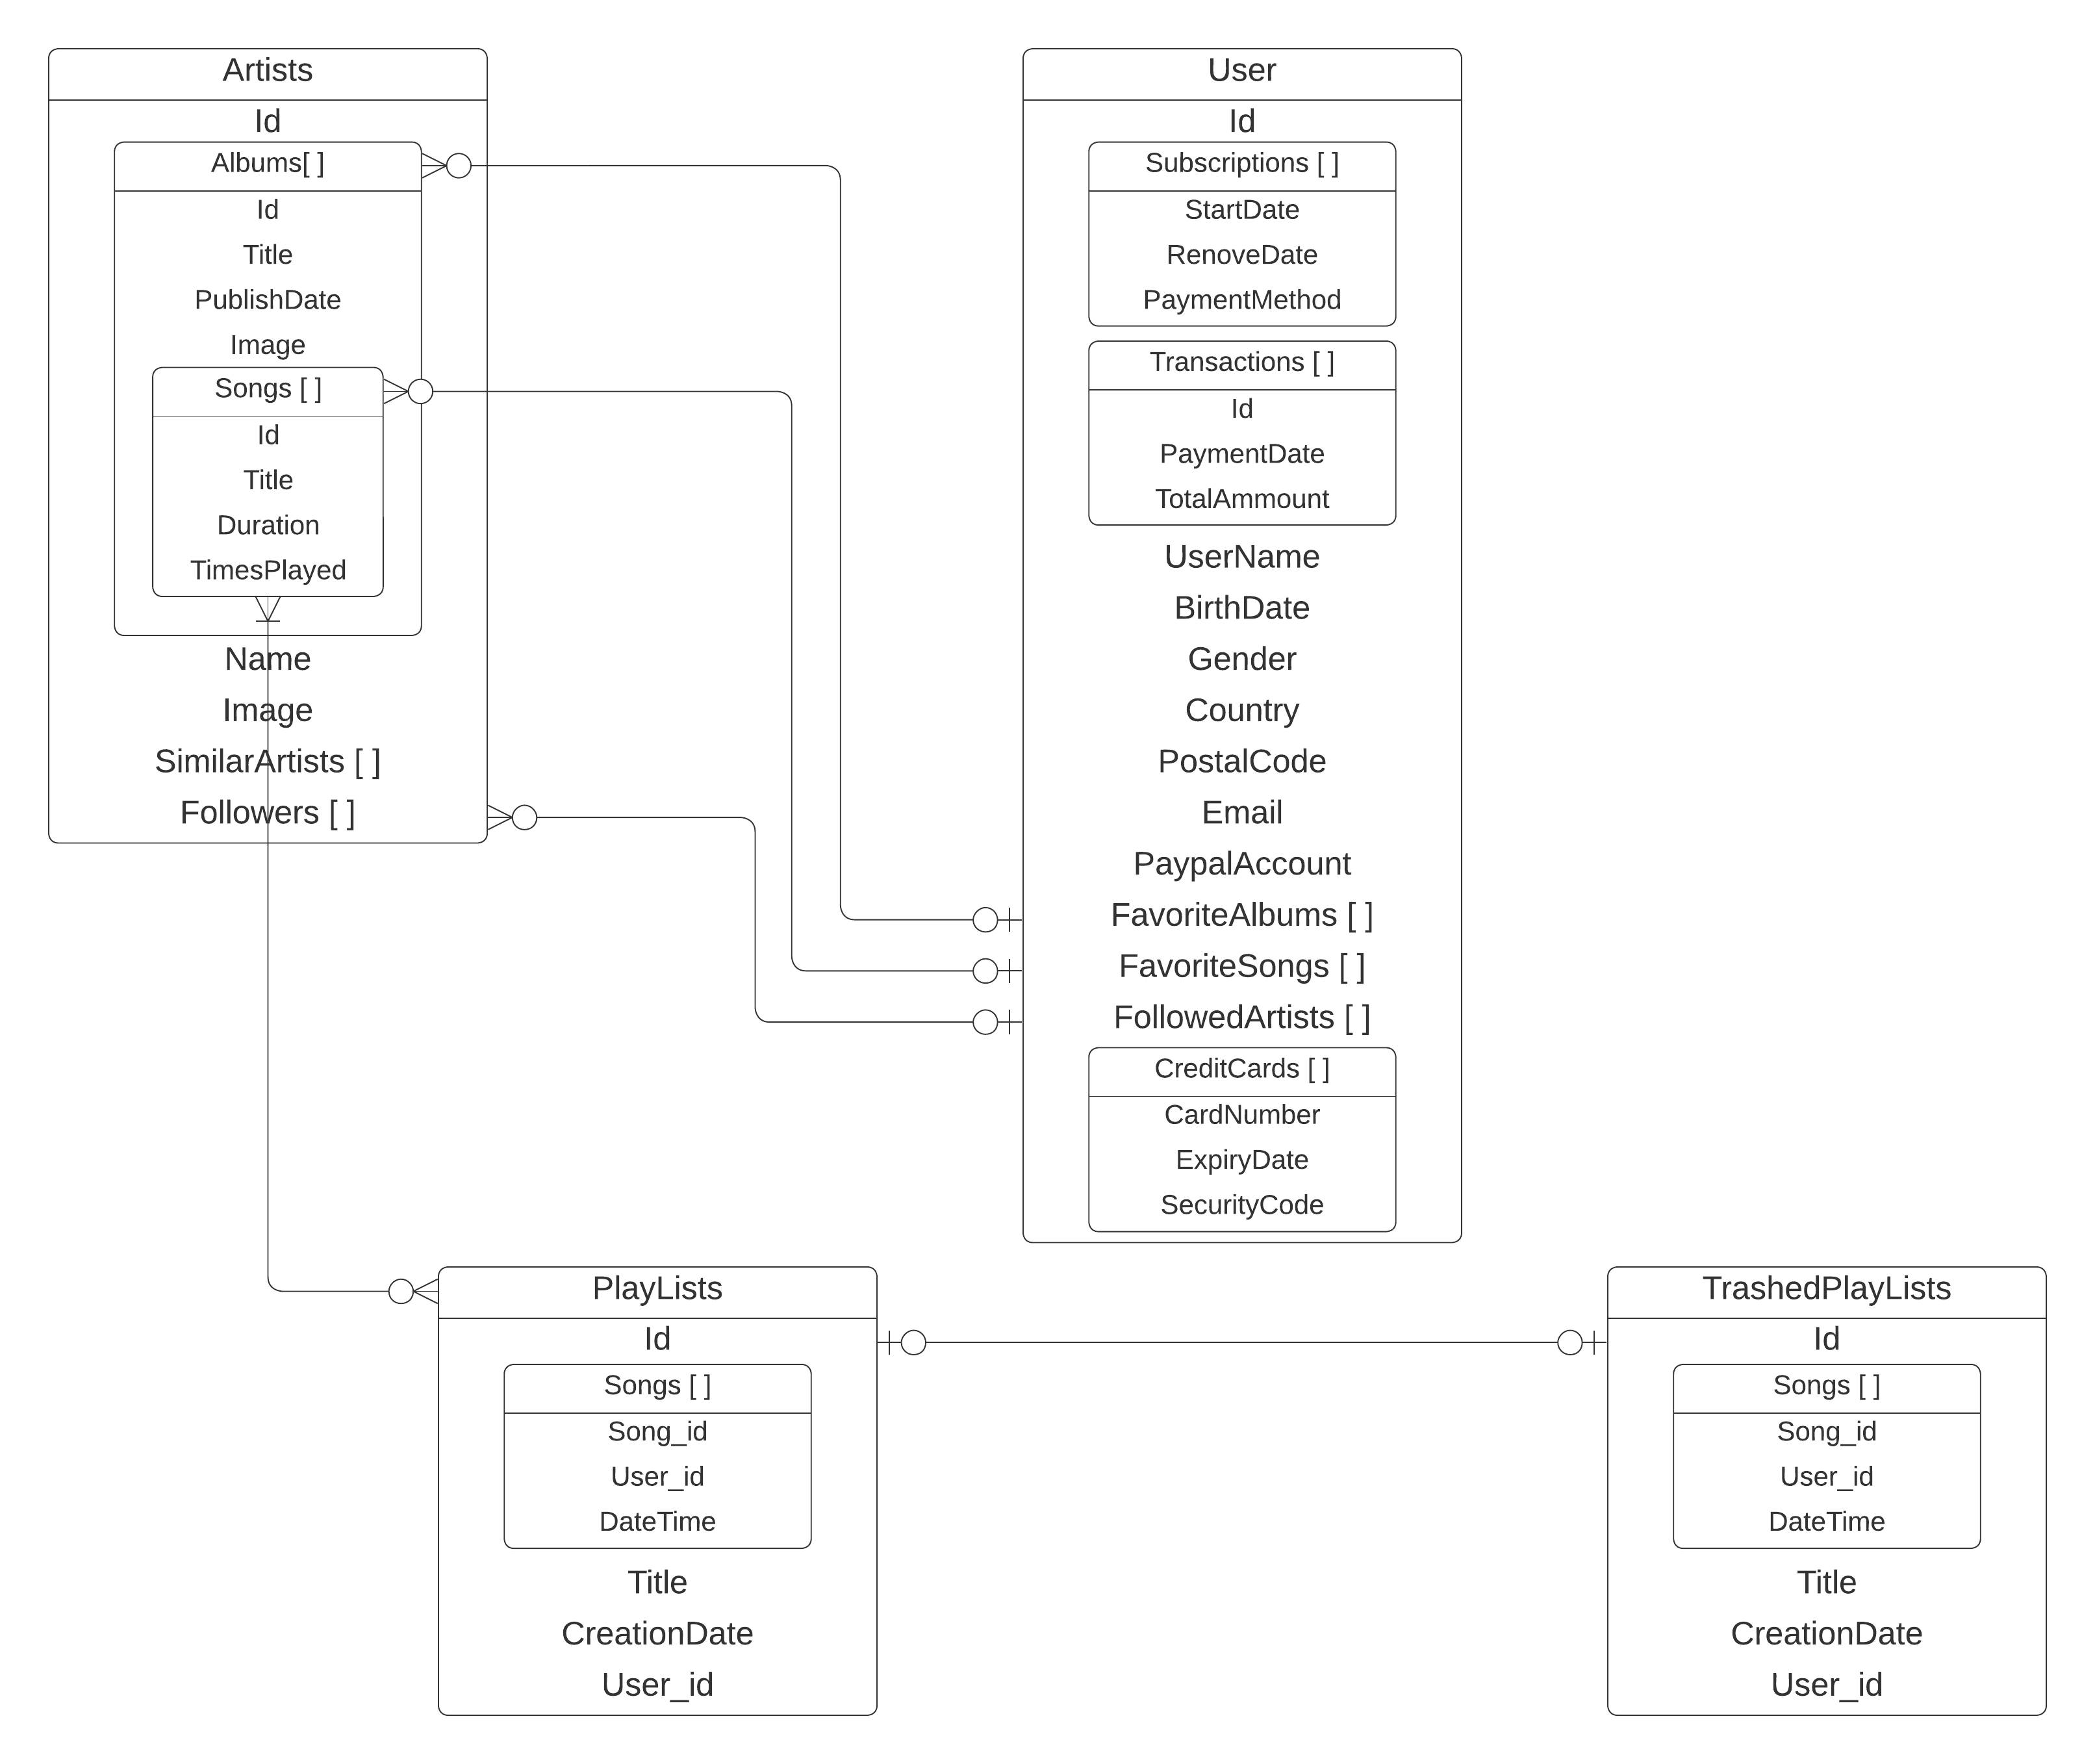 Artists
Id
Albums[ ]
Id
Title
PublishDate
Image
Songs [ ]
Id
Title
Duration
TimesPlayed
Name
Image
SimilarArtists [ ]
Followers [ ]
User
Id
Subscriptions [ ]
StartDate
RenoveDate
PaymentMethod
Transactions [ ]
Id
PaymentDate
TotalAmmount
UserName
BirthDate
Gender
Country
PostalCode
Email
PaypalAccount
FavoriteAlbums [ ]
FavoriteSongs [ ]
FollowedArtists [ ]
CreditCards [ ]
CardNumber
ExpiryDate
SecurityCode
PlayLists
Id
Songs [ ]
Song_id
User_id
DateTime
Title
CreationDate
User_id
TrashedPlayLists
Id
Songs [ ]
Song_id
User_id
DateTime
Title
CreationDate
User_id